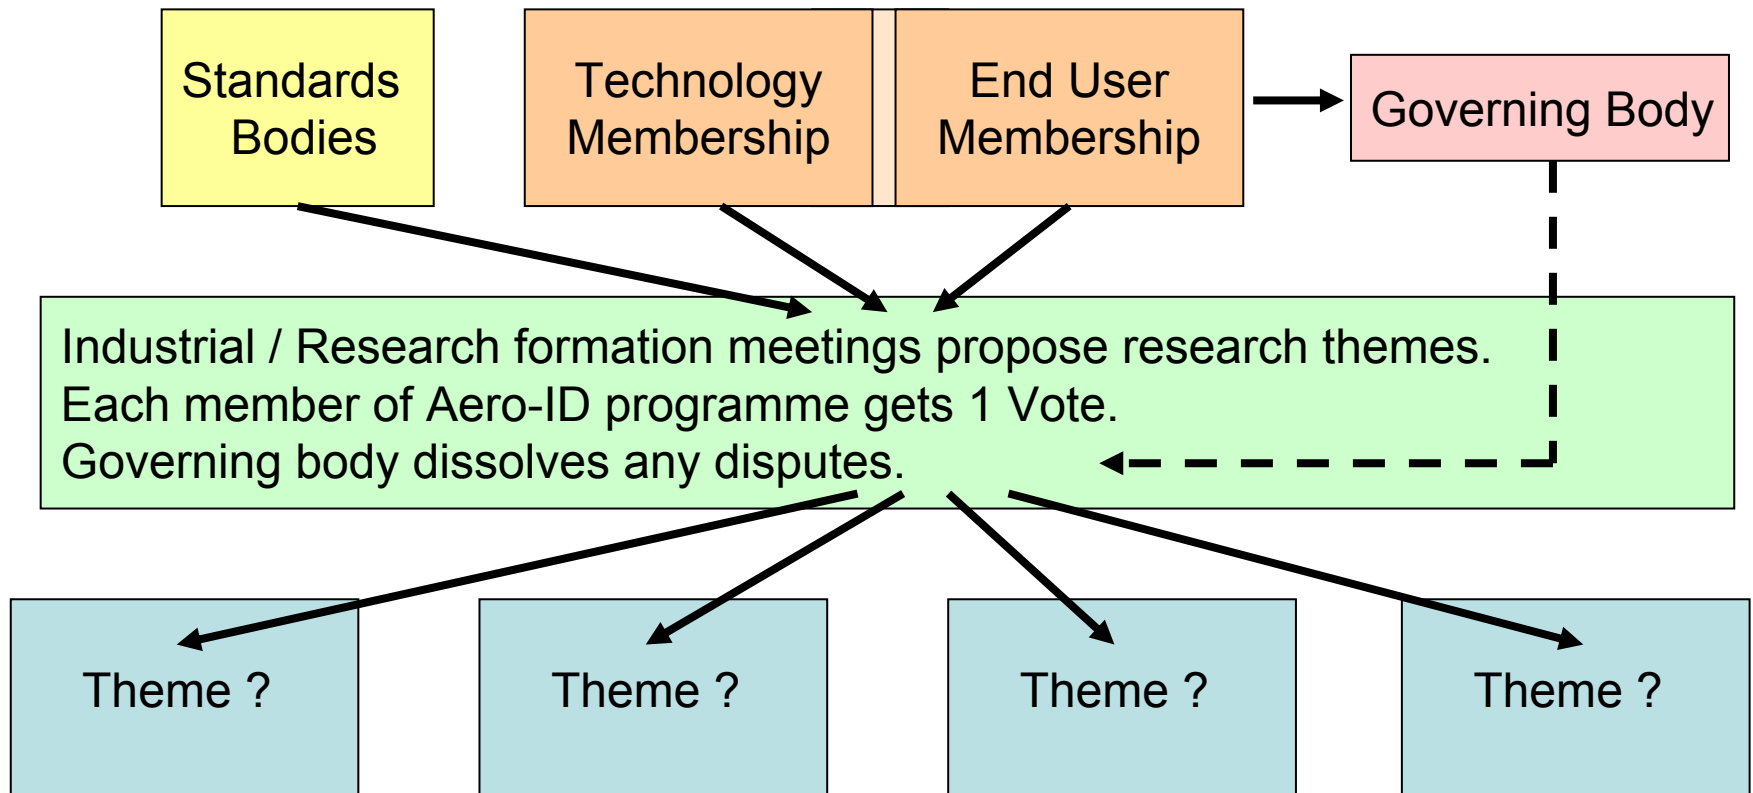 Standards
Bodies
Technology
Membership
End User
Membership
Governing Body
Industrial / Research formation meetings propose research themes.
Each member of Aero-ID programme gets 1 Vote.
Governing body dissolves any disputes.
Theme ?
Theme ?
Theme ?
Theme ?